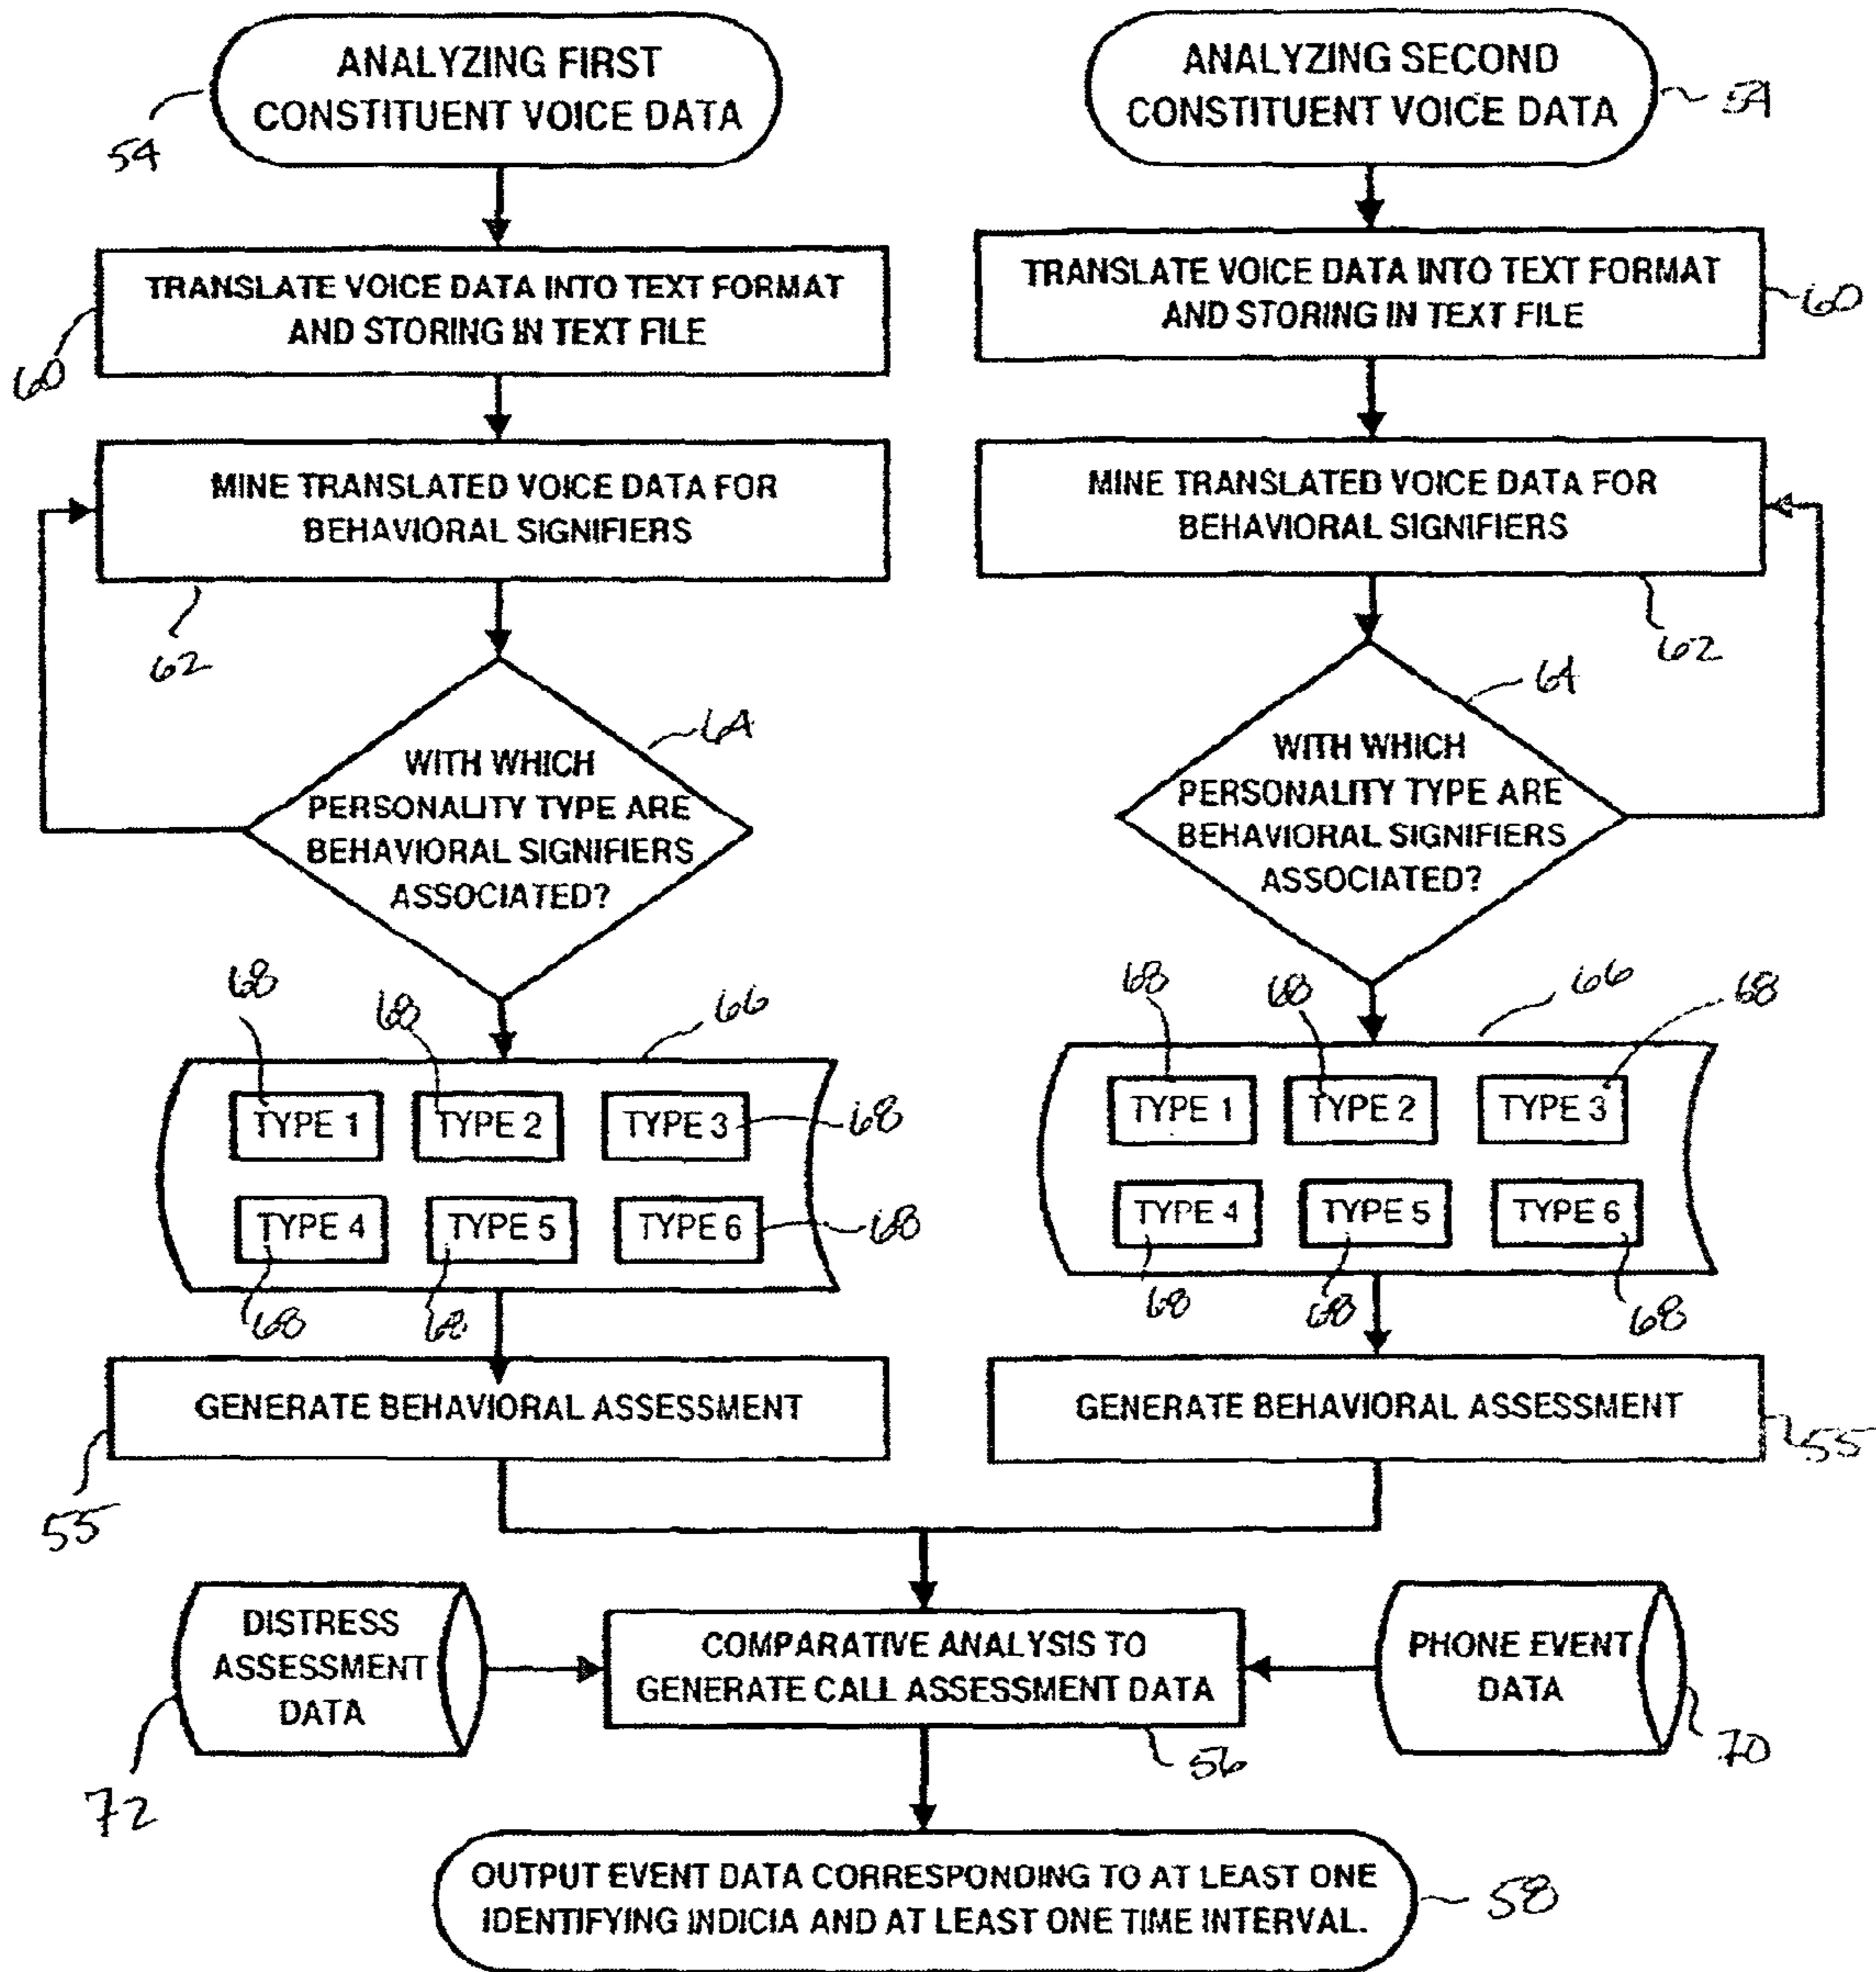 ANALYZING FIRST
CONSTITUENT VOICE DATA
54
ANALYZING SECOND
CONSTITUENT VOICE DATA
54
TRANSLATE VOICE DATA INTO TEXT FORMAT
AND STORING IN TEXT FILE
60
TRANSLATE VOICE DATA INTO TEXT FORMAT
AND STORING IN TEXT FILE
60
MINE TRANSLATED VOICE DATA FOR
BEHAVIORAL SIGNIFIERS
62
MINE TRANSLATED VOICE DATA FOR
BEHAVIORAL SIGNIFIERS
62
64
WITH WHICH
PERSONALITY TYPE ARE
BEHAVIORAL SIGNIFIERS
ASSOCIATED?
64
WITH WHICH
PERSONALITY TYPE ARE
BEHAVIORAL SIGNIFIERS
ASSOCIATED?
68
68
66
TYPE 1
TYPE 2
TYPE 3
68
TYPE 4
TYPE 5
TYPE 6
68
68
68
68
68
66
68
TYPE 1
TYPE 2
TYPE 3
TYPE 4
TYPE 5
TYPE 6
68
68
68
GENERATE BEHAVIORAL ASSESSMENT
55
GENERATE BEHAVIORAL ASSESSMENT
55
DISTRESS
ASSESSMENT
DATA
72
COMPARATIVE ANALYSIS TO
GENERATE CALL ASSESSMENT DATA
56
PHONE EVENT
DATA
70
OUTPUT EVENT DATA CORRESPONDING TO AT LEAST ONE
IDENTIFYING INDICIA AND AT LEAST ONE TIME INTERVAL.
58